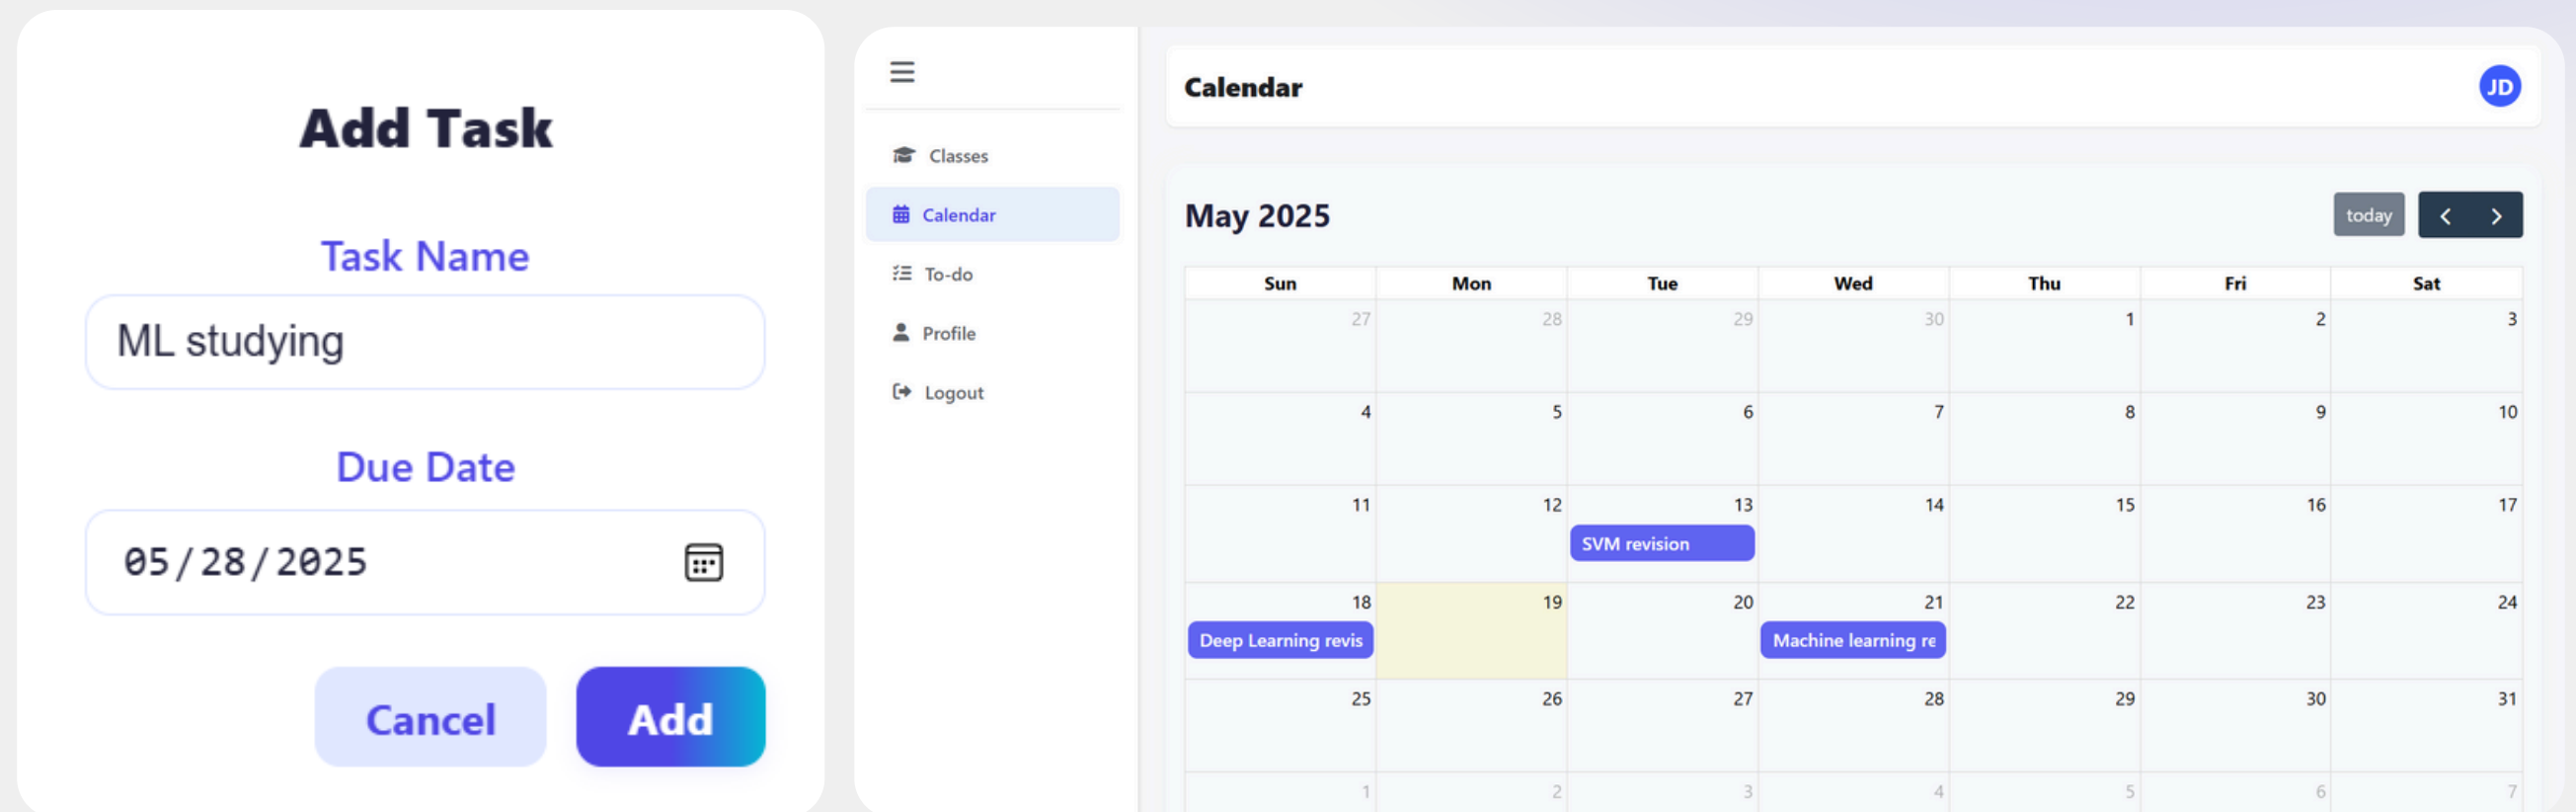 Add Task
Task Name
ML studying
Due Date
05/28/2025
Cancel
Add
Classes
Calendar
To-do
Profile
Logout
Calendar
JD
May 2025
today
Sun Mon Tue Wed Thu Fri Sat
27 28 29 30 1 2 3
4 5 6 7 8 9 10
11 12 13 14 15 16 17
SVM revision
18 19 20 21 22 23 24
Deep Learning revis
Machine learning re
25 26 27 28 29 30 31
1 2 3 4 5 6 7